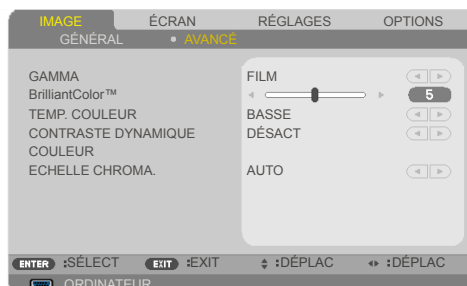 IMAGE ÉCRAN RÉGLAGES OPTIONS
GÉNÉRAL • AVANCÉ
GAMMA FILM
BrilliantColor™ 5
TEMP. COULEUR BASSE
CONTRASTE DYNAMIQUE DÉSACT
COULEUR
ECHELLE CHROMA. AUTO
ENTER :SÉLECT EXIT :EXIT :DÉPLAC :DÉPLAC
ORDINATEUR